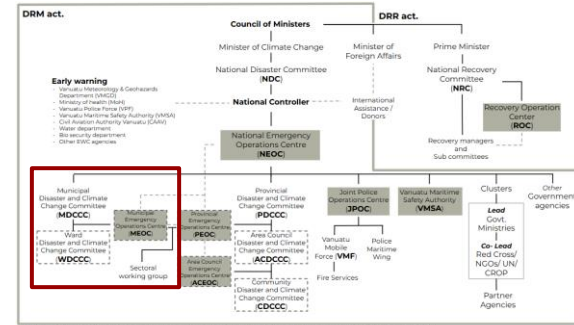 DRM act.
DRR act.
Council of Ministers
Minister of Climate Change
Minister of
Foreign Affairs
Prime Minister
National Disaster Committee
(NDC)
National Recovery
Committee
(NRC)
Early warning
- Vanuatu Meteorology & Geohazards
Department (VMGD)
- Ministry of health (MoH)
- Vanuatu Police Force (VPF)
- Vanuatu Maritime Safety Authority (VMSA)
- Civil Aviation Authority Vanuatu (CAAV)
- Water department
- Bio security department
- Other EWC agencies
National Controller
International
Assistance /
Donors
Recovery Operation
Center
(ROC)
National Emergency
Operations Centre
(NEOC)
Recovery managers
and
Sub committees
Municipal
Disaster and Climate
Change Committee
(MDCCC)
Municipal
Emergency
Operations Centre
(MEOC)
Ward
Disaster and Climate
Change Committee
(WDCCC)
Sectoral
working group
Provincial
Emergency
Operations Centre
(PEOC)
Area Council
Emergency
Operations Centre
(ACEOC)
Provincial
Disaster and Climate
Change Committee
(PDCCC)
Area Council
Disaster and Climate
Change Committee
(ACDCCC)
Community
Disaster and Climate
Change Committee
(CDCCC)
Joint Police
Operations Centre
(JPOC)
Vanuatu
Mobile
Force (VMF)
Police
Maritime
Wing
Fire Services
Vanuatu Maritime
Safety Authority
(VMSA)
Clusters
Lead
Govt.
Ministries
Co- Lead
Red Cross/
NGOs/ UN/
CROP
Partner
Agencies
Other
Government
agencies